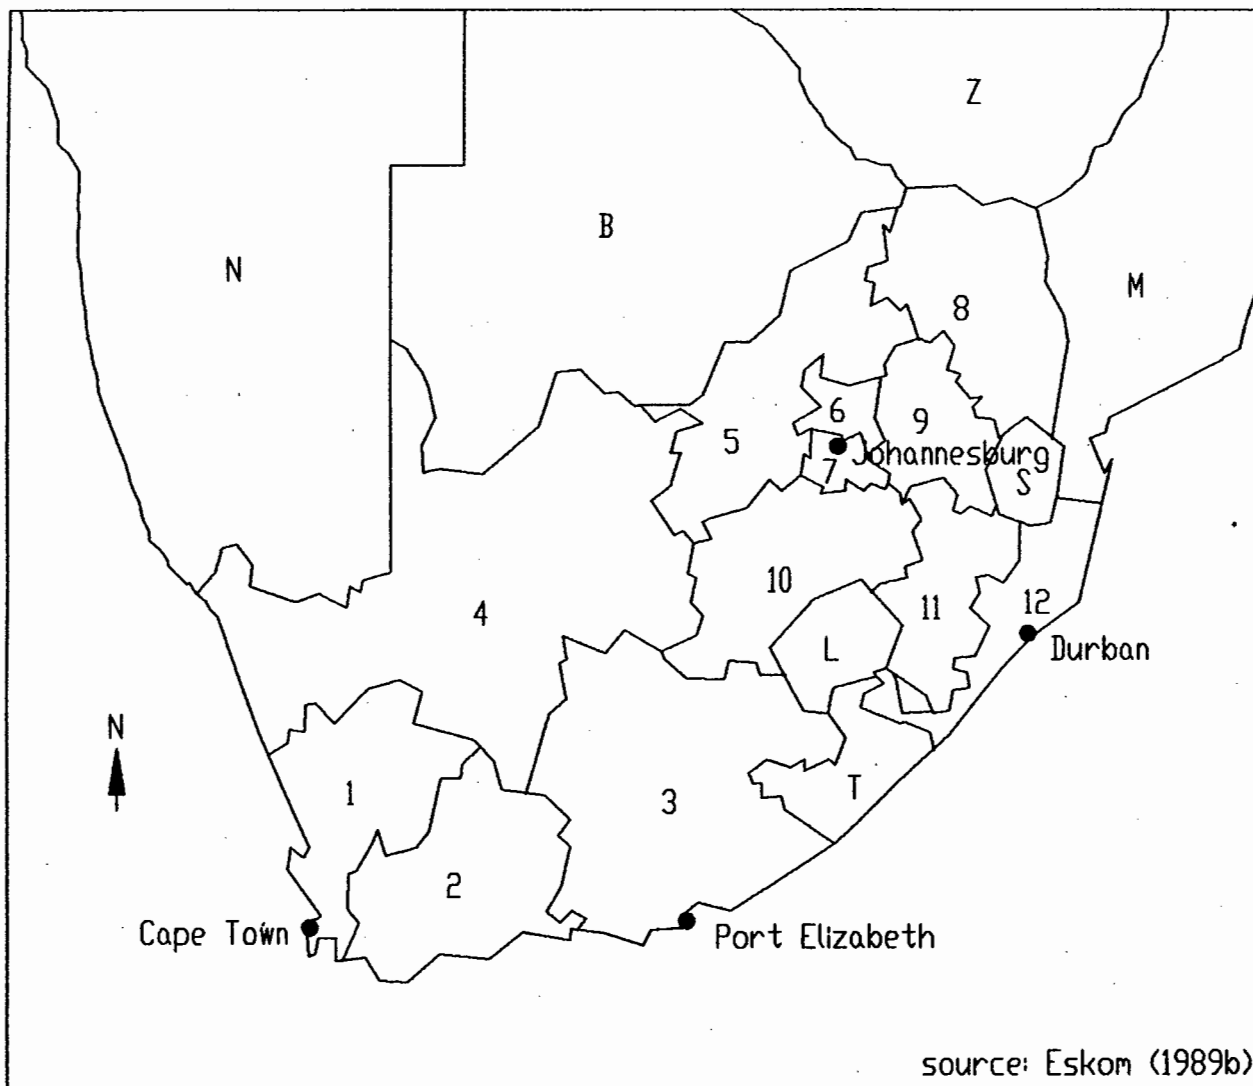 Z
B
N
M
8
6
9
5
Johannesburg
7
S
10
11
12
4
L
Durban
N
1
3
T
2
Cape Town
Port Elizabeth
source: Eskom (1989b)